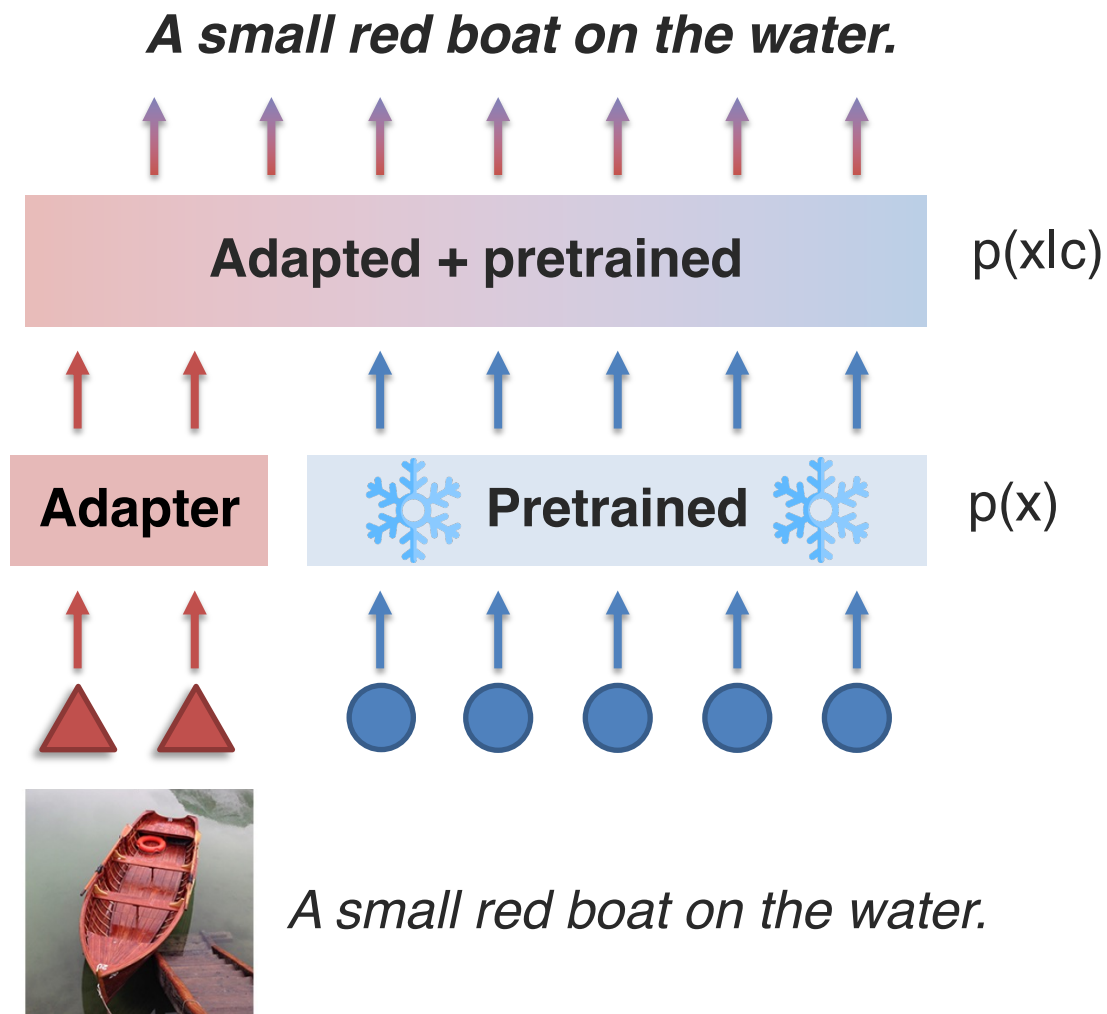 A small red boat on the water.
Adapted + pretrained
p(x|c)
Adapter
Pretrained
p(x)
A small red boat on the water.